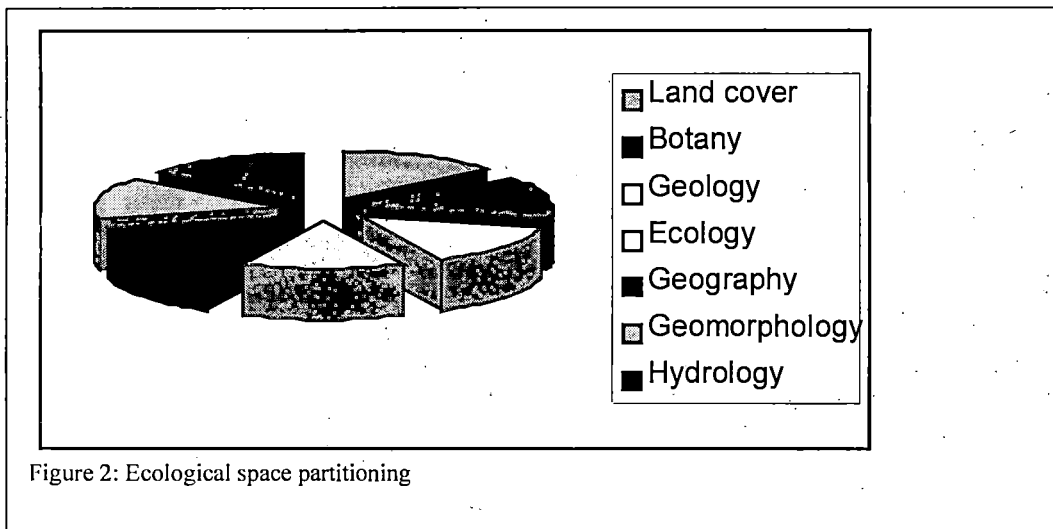 Land cover
Botany
Geology
Ecology
Geography
Geomorphology
Hydrology
Figure 2: Ecological space partitioning